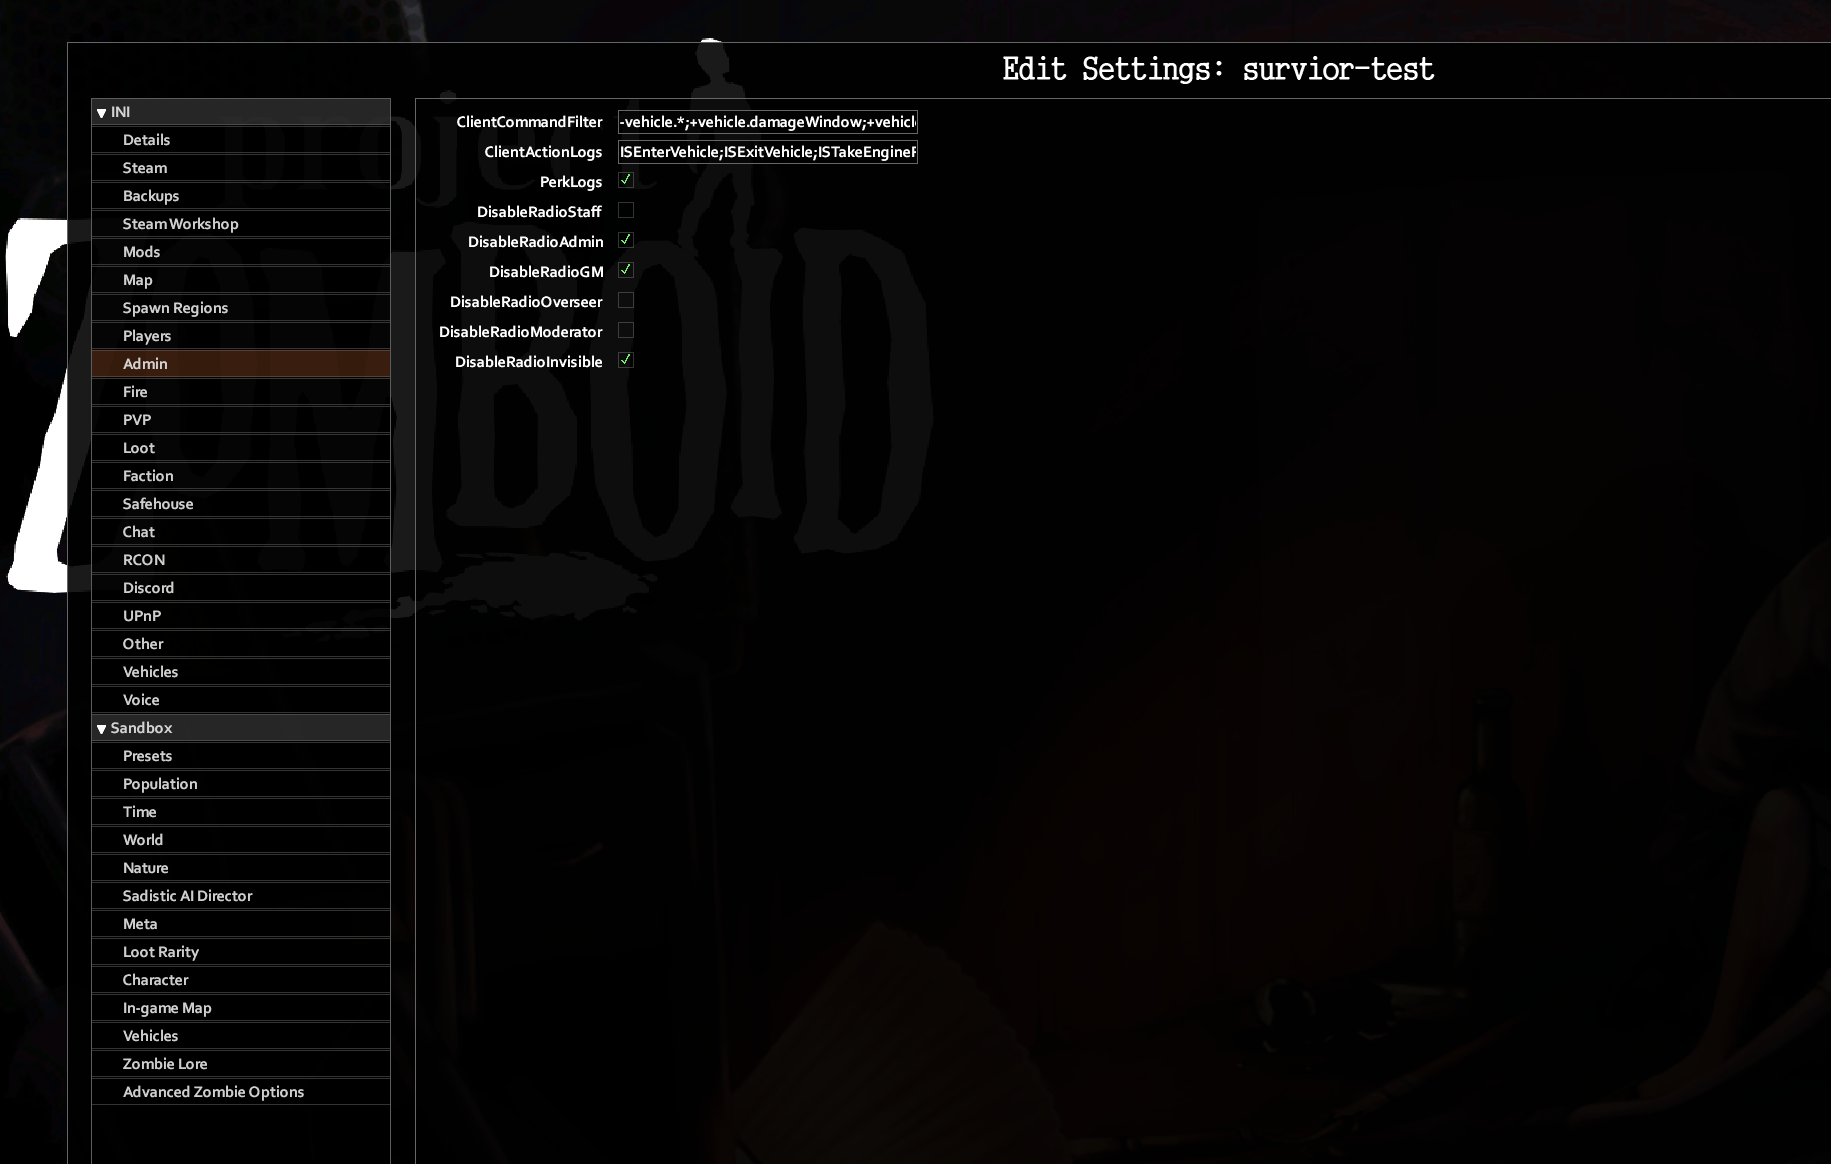 project
ZOMBOID
Edit Settings: survior-test
INI
Details
Steam
Backups
Steam Workshop
Mods
Map
Spawn Regions
Players
Admin
Fire
PVP
Loot
Faction
Safehouse
Chat
RCON
Discord
UPnP
Other
Vehicles
Voice
Sandbox
Presets
Population
Time
World
Nature
Sadistic AI Director
Meta
Loot Rarity
Character
In-game Map
Vehicles
Zombie Lore
Advanced Zombie Options
ClientCommandFilter -vehicle.*;+vehicle.damageWindow;+vehicl
ClientActionLogs ISEnterVehicle;ISExitVehicle;ISTakeEngineP
PerkLogs
DisableRadioStaff
DisableRadioAdmin
DisableRadioGM
DisableRadioOverseer
DisableRadioModerator
DisableRadioInvisible